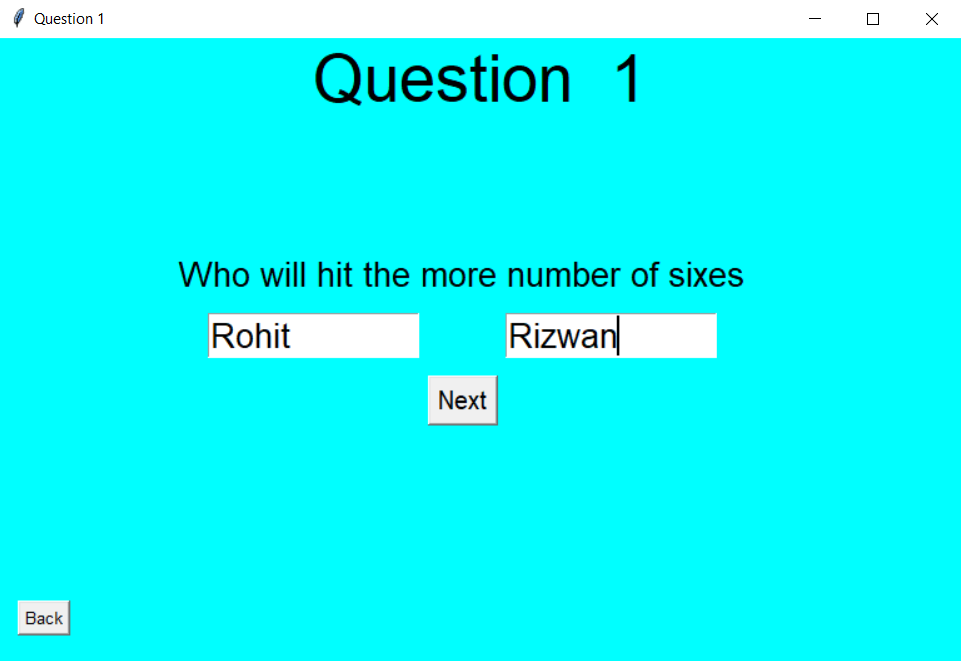 Question 1
Question 1
Who will hit the more number of sixes
Rohit Rizwan
Next
Back